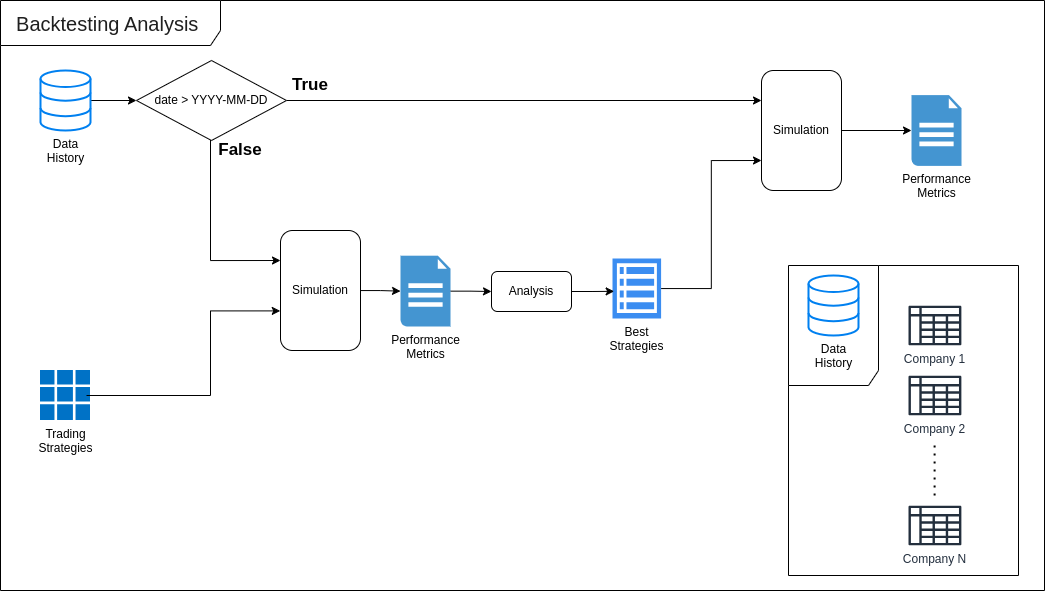 Backtesting Analysis
Data
History
date > YYYY-MM-DD
True
False
Simulation
Performance
Metrics
Simulation
Performance
Metrics
Analysis
Best
Strategies
Trading
Strategies
Data
History
Company 1
Company 2
Company N